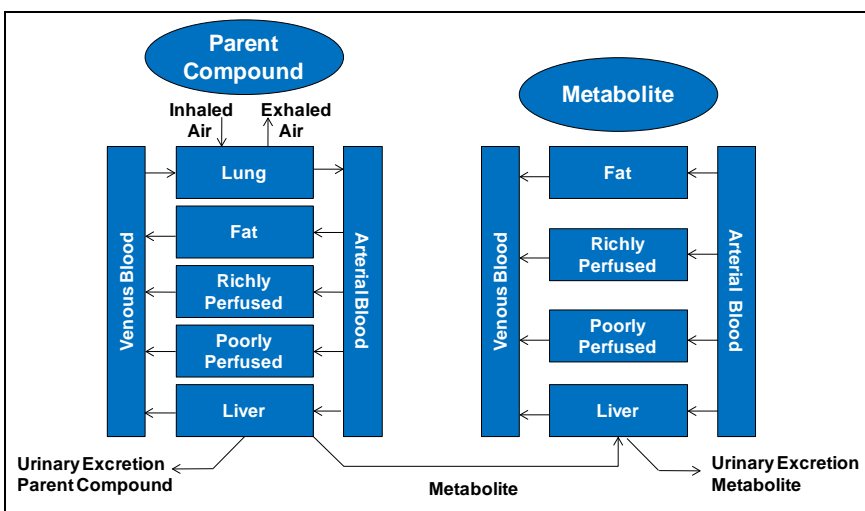 Parent
Compound
Inhaled
Air
Exhaled
Air
Venous Blood
Lung
Fat
Richly
Perfused
Poorly
Perfused
Liver
Arterial Blood
Urinary Excretion
Parent Compound
Metabolite
Metabolite
Venous Blood
Fat
Richly
Perfused
Poorly
Perfused
Liver
Arterial Blood
Urinary Excretion
Metabolite